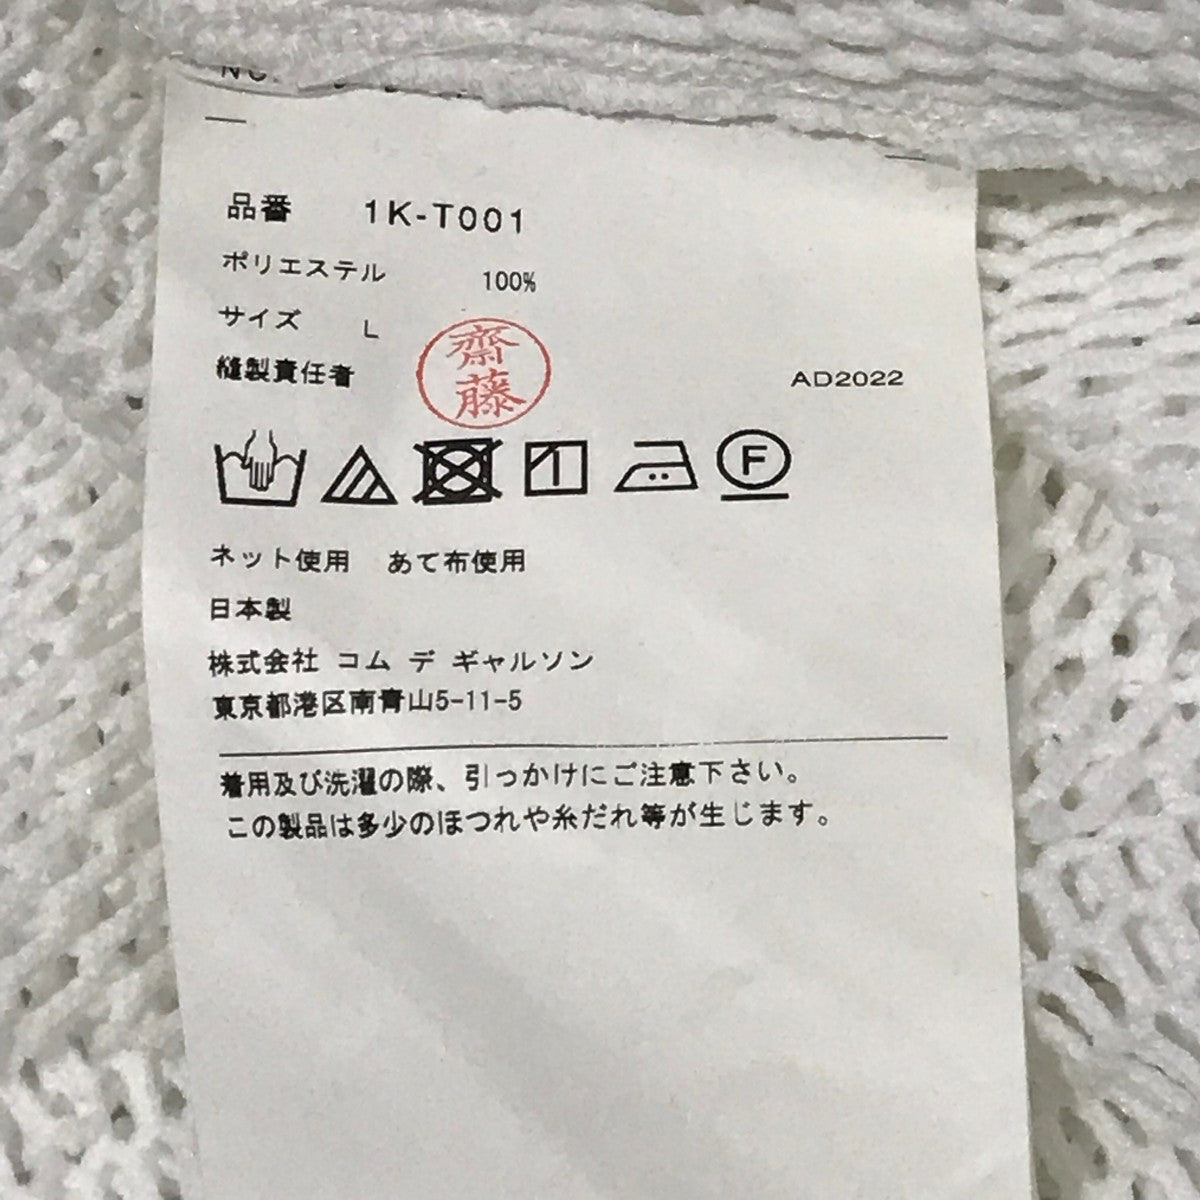 品番 1K-T001
ポリエステル 100%
サイズ L
縫製責任者 齋藤 AD2022
F
ネット使用 あて布使用
日本製
株式会社 コム デ ギャルソン
東京都港区南青山5-11-5
着用及び洗濯の際、引っかけにご注意下さい。
この製品は多少のほつれや糸だれ等が生じます。